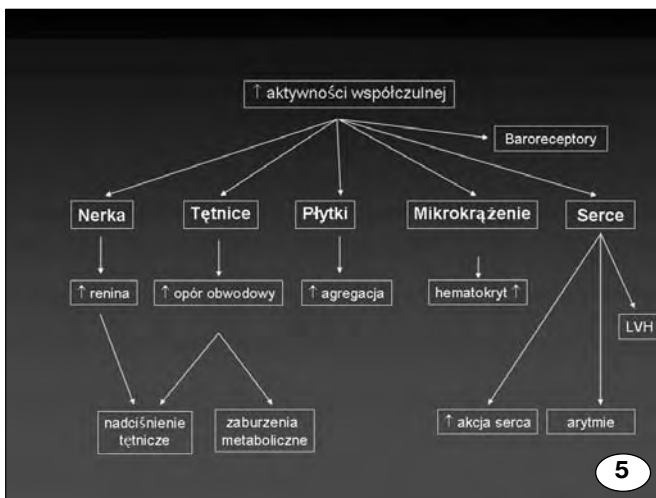 ↑ aktywności współczulnej
Baroreceptory
Nerka
Tętnice
Płytki
Mikrokrążenie
Serce
↑ renina
↑ opór obwodowy
↑ agregacja
hematokryt ↑
LVH
nadciśnienie
tętnicze
zaburzenia
metaboliczne
↑ akcja serca
arytmie
5